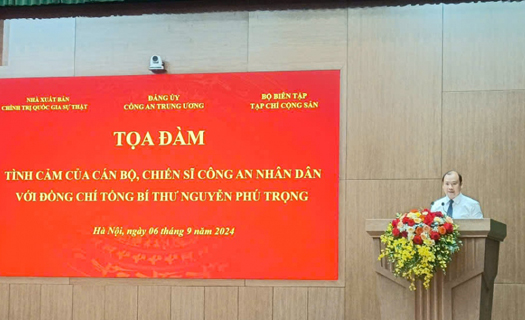 NHÀ XUẤT BẢN
CHÍNH TRỊ QUỐC GIA SỰ THẬT
ĐẢNG ỦY
CÔNG AN TRUNG ƯƠNG
BỘ BIÊN TẬP
TẠP CHÍ CỘNG SẢN
TỌA ĐÀM
TÌNH CẢM CỦA CÁN BỘ, CHIẾN SĨ CÔNG AN NHÂN DÂN
VỚI ĐỒNG CHÍ TỔNG BÍ THƯ NGUYỄN PHÚ TRỌNG
Hà Nội, ngày 06 tháng 9 năm 2024